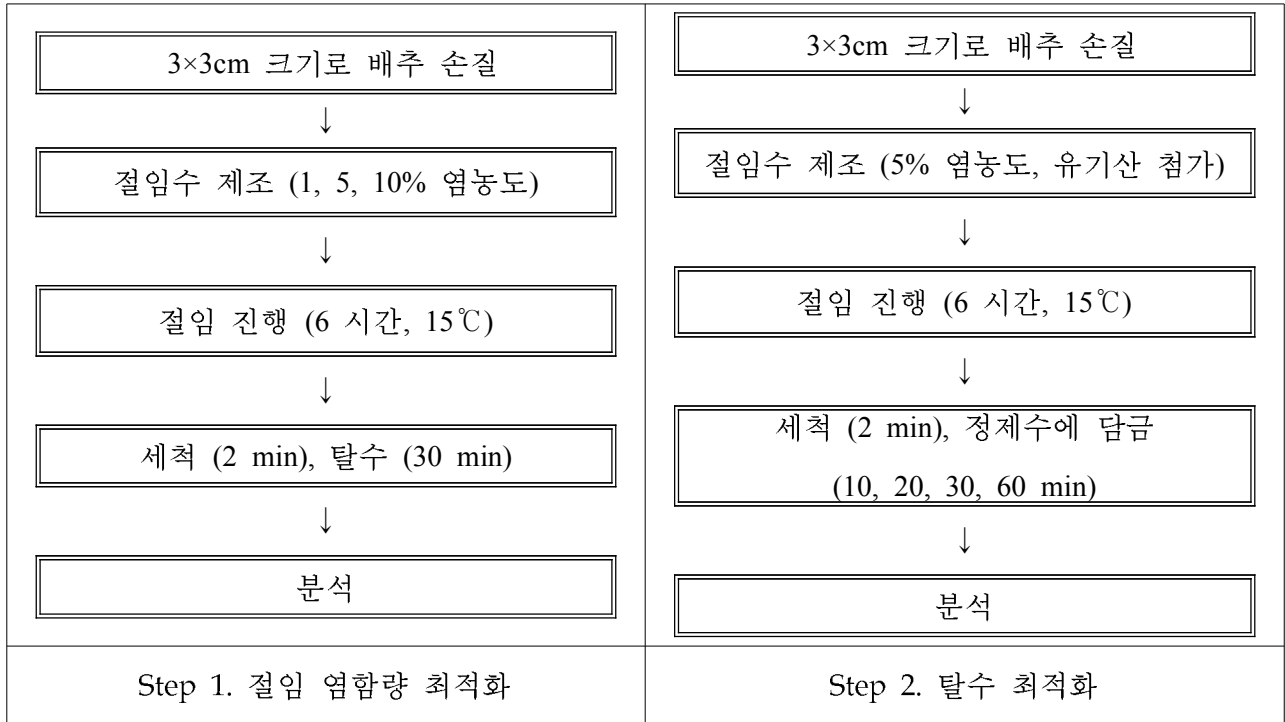 3×3cm 크기로 배추 손질
↓
절임수 제조 (1, 5, 10% 염농도)
↓
절임 진행 (6 시간, 15℃)
↓
세척 (2 min), 탈수 (30 min)
↓
분석
Step 1. 절임 염함량 최적화
3×3cm 크기로 배추 손질
↓
절임수 제조 (5% 염농도, 유기산 첨가)
↓
절임 진행 (6 시간, 15℃)
↓
세척 (2 min), 정제수에 담금
(10, 20, 30, 60 min)
↓
분석
Step 2. 탈수 최적화